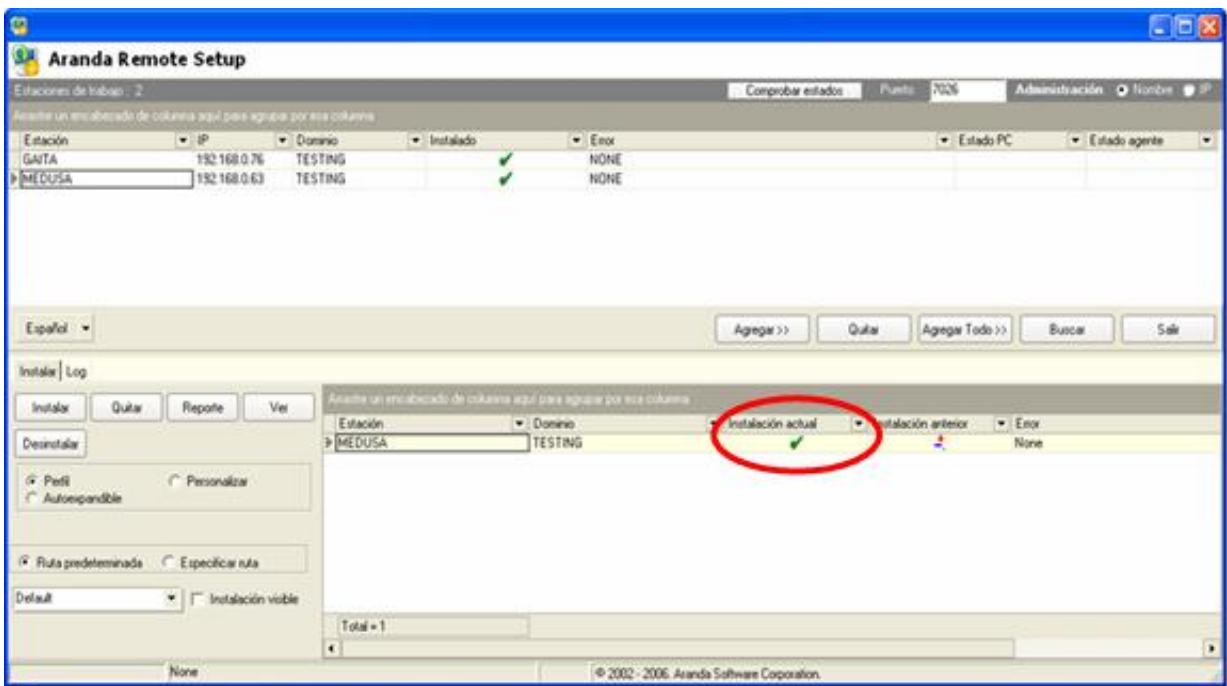 Aranda Remote Setup
Estaciones de trabajo : 2 Comprobar estados Puerto 7026 Administración Nombre IP
Arrastre un encabezado de columna aquí para agrupar por esa columna
Estación IP Dominio Instalado Error Estado PC Estado agente
GAITA 192.168.0.76 TESTING NONE
MEDUSA 192.168.0.63 TESTING NONE
Español Agregar >> Quitar Agregar Todo >> Buscar Salir
Instalar Log
Instalar Quitar Reporte Ver
Desinstalar
Arrastre un encabezado de columna aquí para agrupar por esa columna
Estación Dominio Instalación actual Instalación anterior Error
MEDUSA TESTING None
Perfil Personalizar
Autoexpandible
Ruta predeterminada Especificar ruta
Default Instalación visible
Total = 1
None © 2002 - 2006. Aranda Software Corporation.